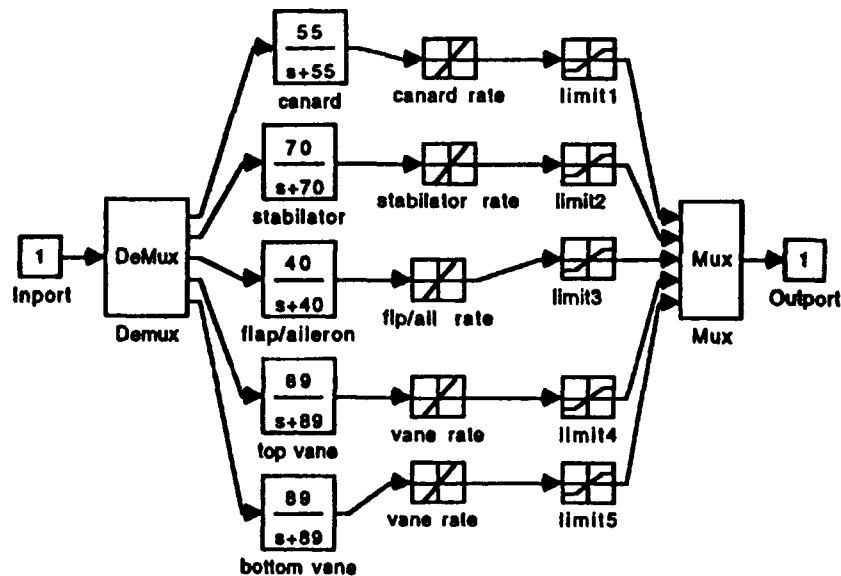 1
Inport
DeMux
Demux
55
s+55
canard
canard rate
limit1
70
s+70
stabilator
stabilator rate
limit2
40
s+40
flap/aileron
flp/ail rate
limit3
89
s+89
top vane
vane rate
limit4
89
s+89
bottom vane
vane rate
limit5
Mux
Mux
1
Outport